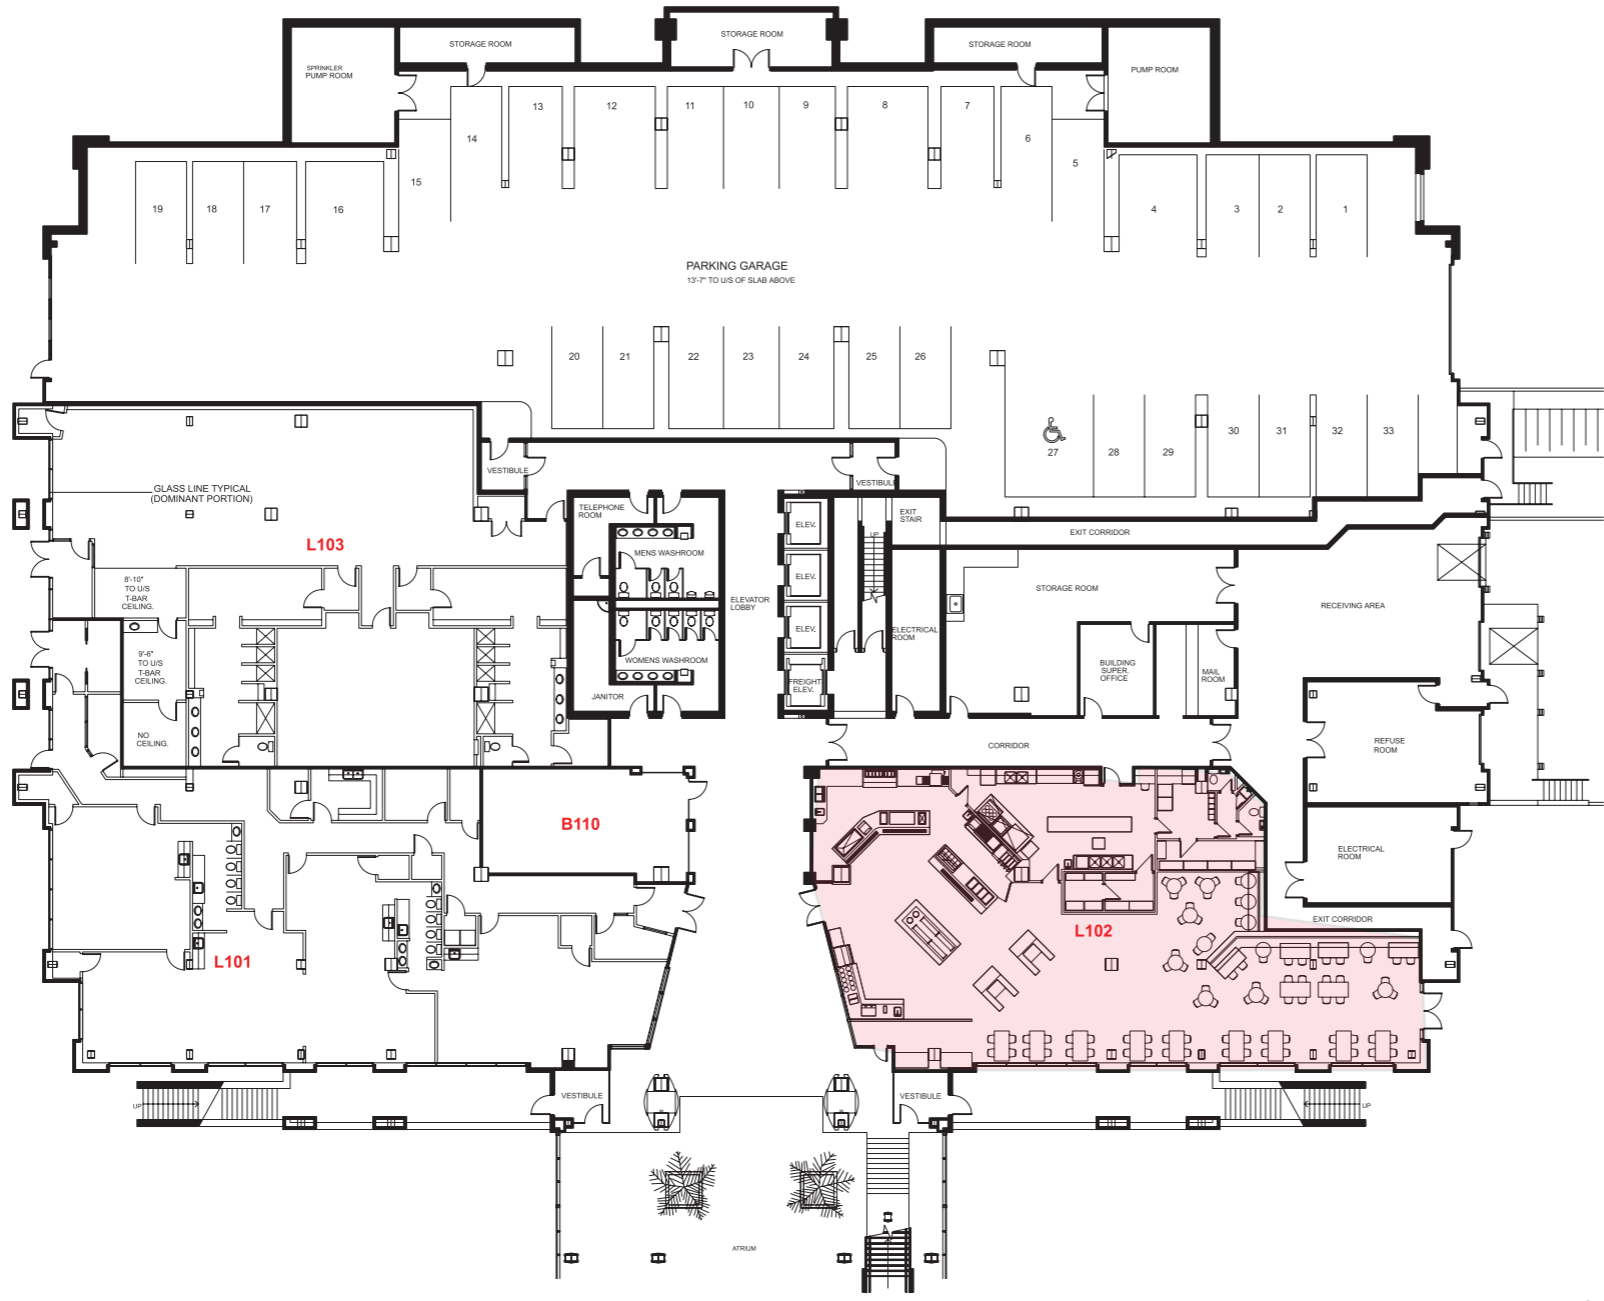 STORAGE ROOM
STORAGE ROOM
STORAGE ROOM
SPRINKLER
PUMP ROOM
PUMP ROOM
13
12
11
10
9
8
7
14
6
15
5
19
18
17
16
4
3
2
1
PARKING GARAGE
13'-7" TO U/S OF SLAB ABOVE
20
21
22
23
24
25
26
27
28
29
30
31
32
33
VESTIBULE
VESTIBULE
GLASS LINE TYPICAL
(DOMINANT PORTION)
L103
TELEPHONE
ROOM
MENS WASHROOM
ELEV.
ELEV.
ELEV.
FREIGHT
ELEV.
ELEVATOR
LOBBY
UP
EXIT
STAIR
EXIT CORRIDOR
STORAGE ROOM
RECEIVING AREA
8'-10"
TO U/S
T-BAR
CEILING.
9'-6"
TO U/S
T-BAR
CEILING.
NO
CEILING.
WOMENS WASHROOM
JANITOR
ELECTRICAL
ROOM
BUILDING
SUPER.
OFFICE
MAIL
ROOM
REFUSE
ROOM
CORRIDOR
B110
ELECTRICAL
ROOM
EXIT CORRIDOR
L101
L102
UP
VESTIBULE
VESTIBULE
UP
ATRIUM